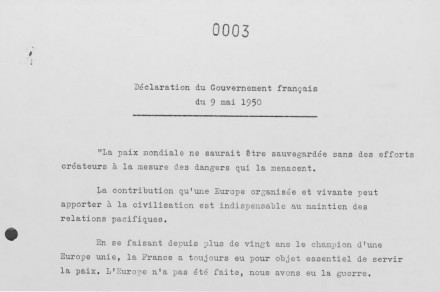 0003
Déclaration du Gouvernement français
du 9 mai 1950
"La paix mondiale ne saurait être sauvegardée sans des efforts
créateurs à la mesure des dangers qui la menacent.
La contribution qu'une Europe organisée et vivante peut
apporter à la civilisation est indispensable au maintien des
relations pacifiques.
En se faisant depuis plus de vingt ans le champion d'une
Europe unie, la France a toujours eu pour objet essentiel de servir
la paix. L'Europe n'a pas été faite, nous avons eu la guerre.